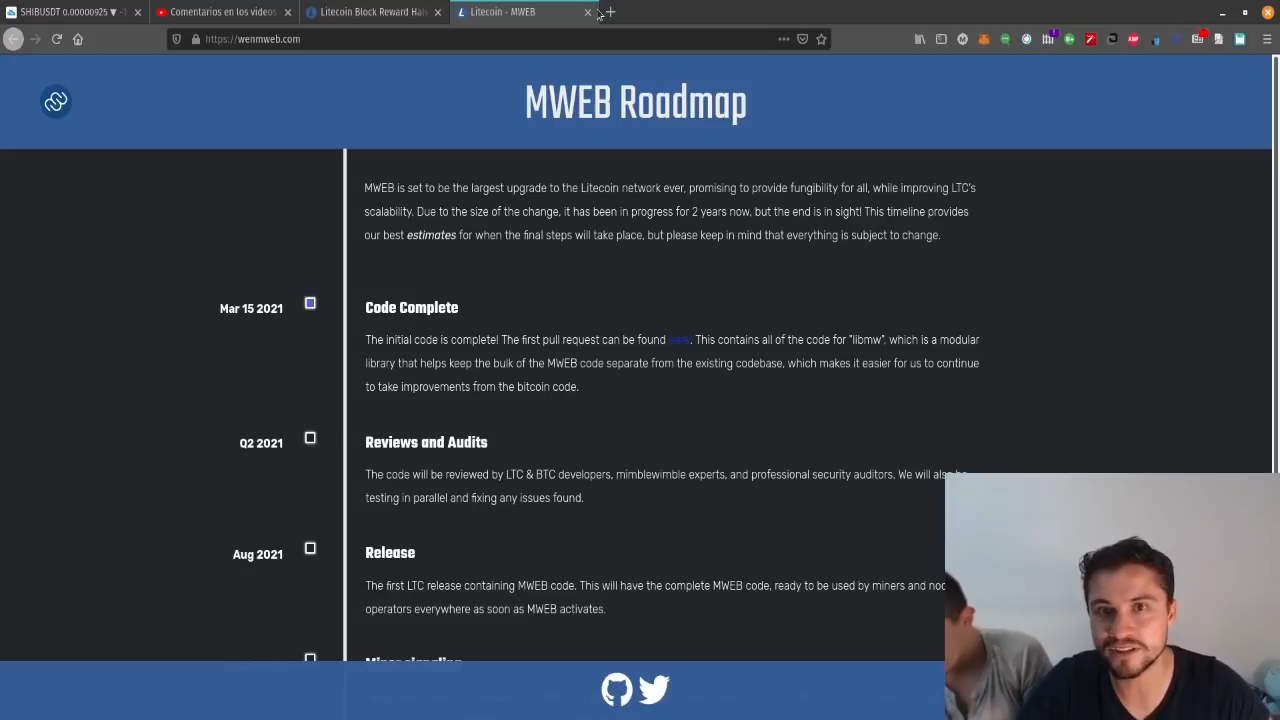 SHIBUSDT 0.00000925 ▼ -1
Comentarios en los videos
Litecoin Block Reward Hal
Litecoin - MWEB
https://wenmweb.com
MWEB Roadmap
MWEB is set to be the largest upgrade to the Litecoin network ever, promising to provide fungibility for all, while improving LTC's
scalability. Due to the size of the change, it has been in progress for 2 years now, but the end is in sight! This timeline provides
our best estimates for when the final steps will take place, but please keep in mind that everything is subject to change.
Mar 15 2021
Code Complete
The initial code is complete! The first pull request can be found here. This contains all of the code for "libmw", which is a modular
library that helps keep the bulk of the MWEB code separate from the existing codebase, which makes it easier for us to continue
to take improvements from the bitcoin code.
Q2 2021
Reviews and Audits
The code will be reviewed by LTC & BTC developers, mimblewimble experts, and professional security auditors. We will also be
testing in parallel and fixing any issues found.
Aug 2021
Release
The first LTC release containing MWEB code. This will have the complete MWEB code, ready to be used by miners and nod
operators everywhere as soon as MWEB activates.